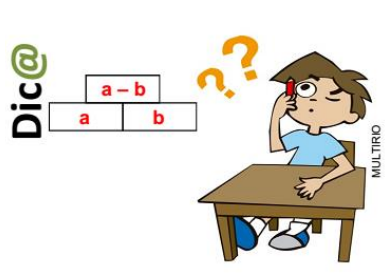 Dic@
a – b
a b
??
MULTIRIO